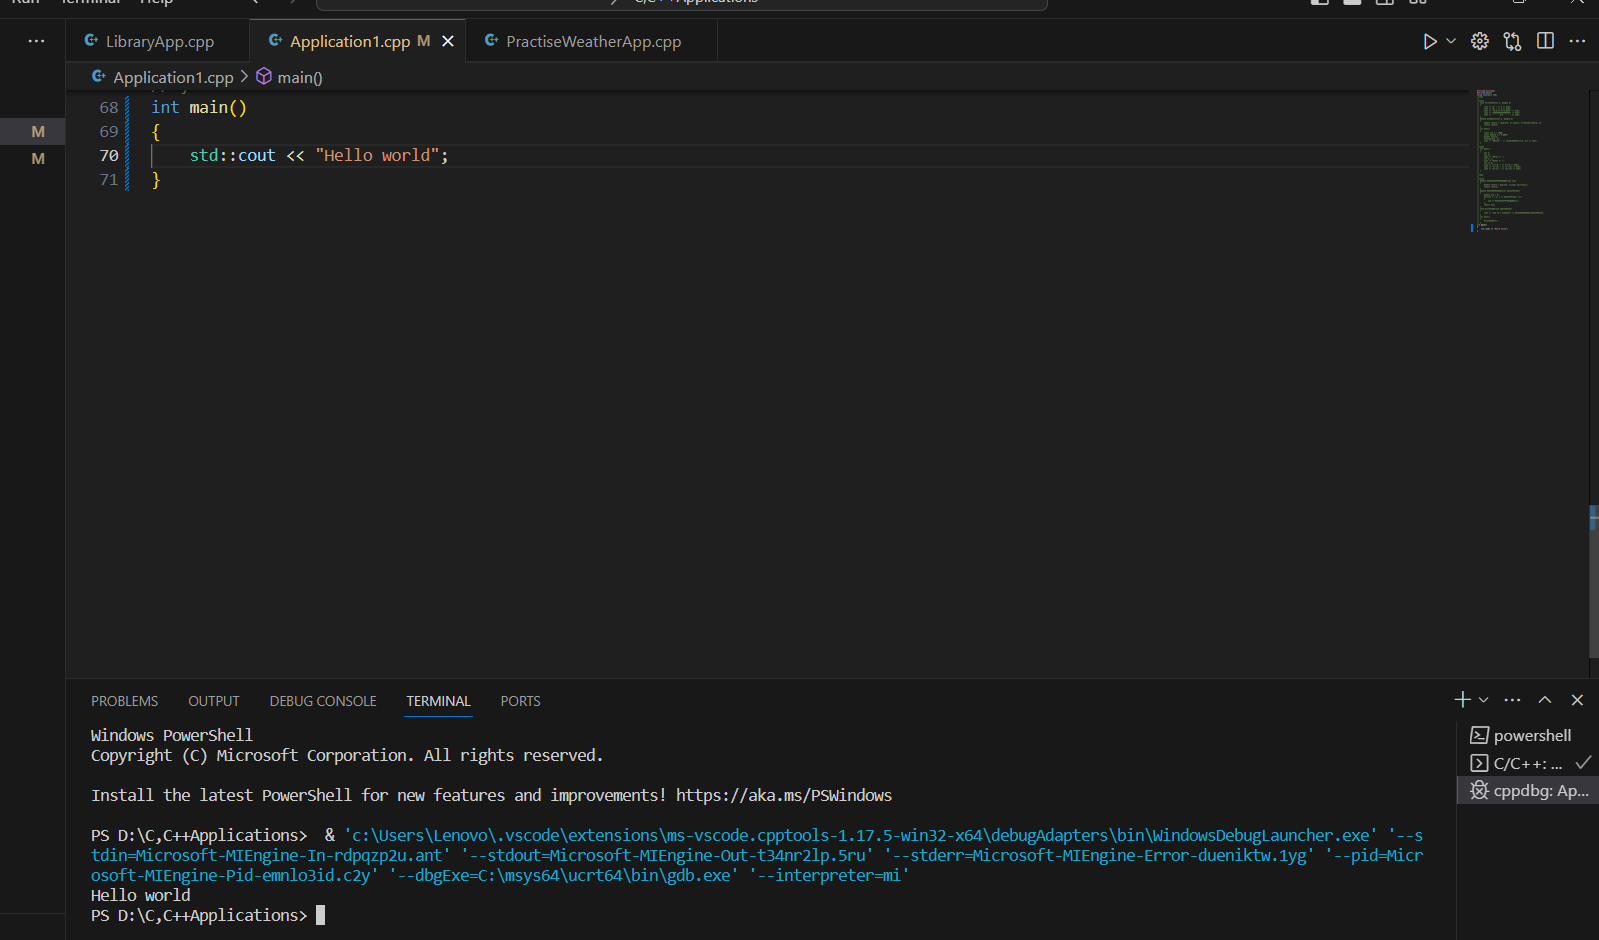 Run Terminal Help C/C++Applications
LibraryApp.cpp Application1.cpp M PractiseWeatherApp.cpp
Application1.cpp > main()
68 int main()
M 69 {
70 std::cout << "Hello world";
M 71 }
PROBLEMS OUTPUT DEBUG CONSOLE TERMINAL PORTS
Windows PowerShell
Copyright (C) Microsoft Corporation. All rights reserved.
Install the latest PowerShell for new features and improvements! https://aka.ms/PSWindows
PS D:\C,C++Applications> & 'c:\Users\Lenovo\.vscode\extensions\ms-vscode.cpptools-1.17.5-win32-x64\debugAdapters\bin\WindowsDebugLauncher.exe' '--s
tdin=Microsoft-MIEngine-In-rdpqzp2u.ant' '--stdout=Microsoft-MIEngine-Out-t34nr2lp.5ru' '--stderr=Microsoft-MIEngine-Error-dueniktw.1yg' '--pid=Micr
osoft-MIEngine-Pid-emnlo3id.c2y' '--dbgExe=C:\msys64\ucrt64\bin\gdb.exe' '--interpreter=mi'
Hello world
PS D:\C,C++Applications>
powershell
C/C++: ...
cppdbg: Ap...